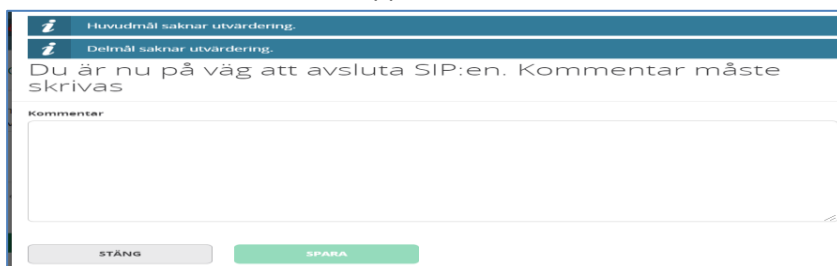 Huvudmål saknar utvärdering.
Delmål saknar utvärdering.
Du är nu på väg att avsluta SIP:en. Kommentar måste
skrivas
Kommentar
STÄNG SPARA